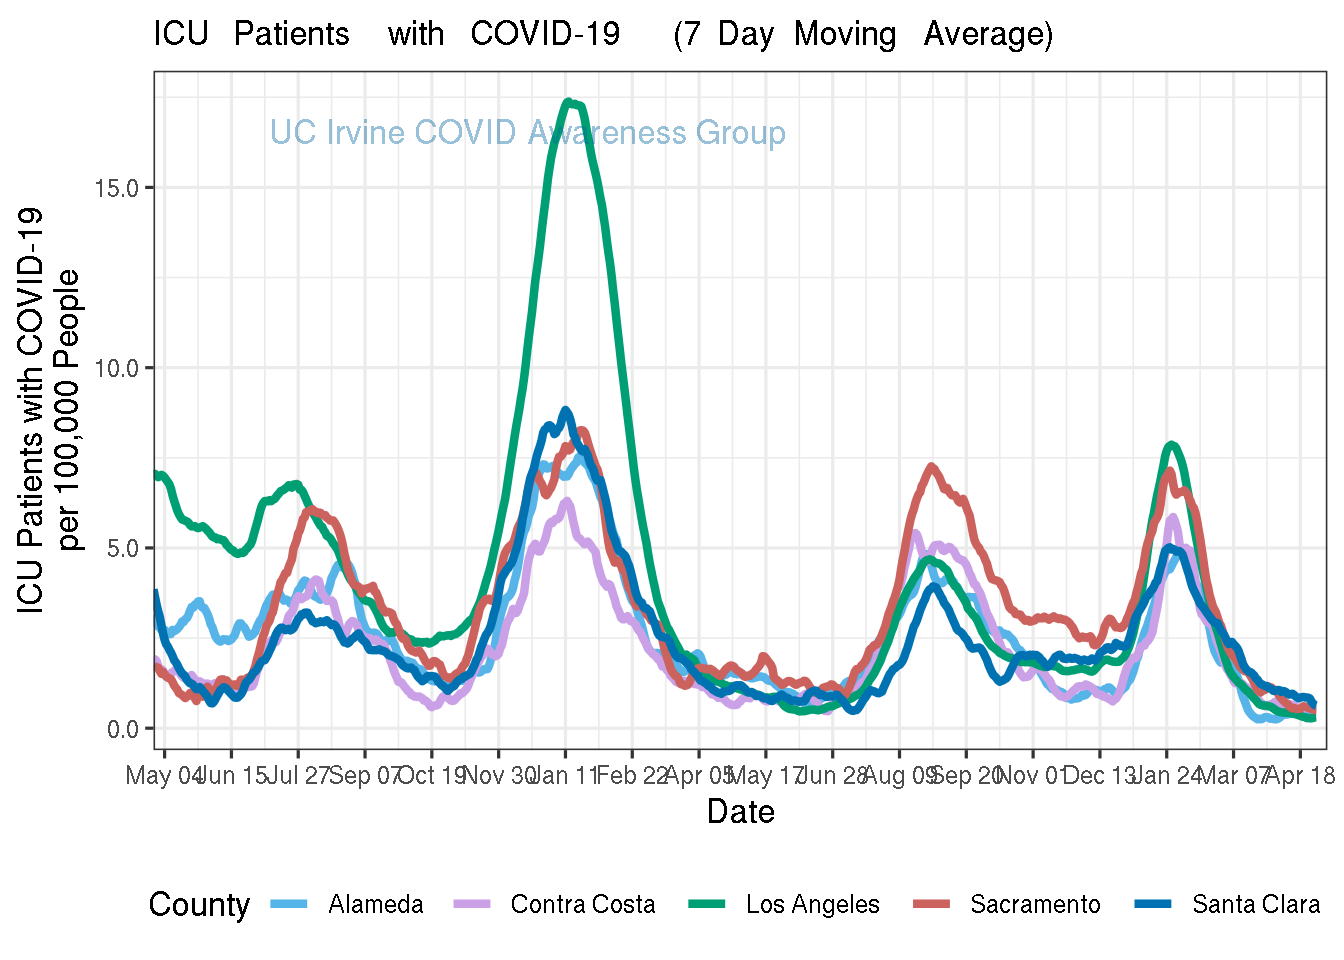 ICU Patients with COVID-19 (7 Day Moving Average)
UC Irvine COVID Awareness Group
ICU Patients with COVID-19
per 100,000 People
15.0
10.0
5.0
0.0
May 04 Jun 15 Jul 27 Sep 07 Oct 19 Nov 30 Jan 11 Feb 22 Apr 05 May 17 Jun 28 Aug 09 Sep 20 Nov 01 Dec 13 Jan 24 Mar 07 Apr 18
Date
County Alameda Contra Costa Los Angeles Sacramento Santa Clara